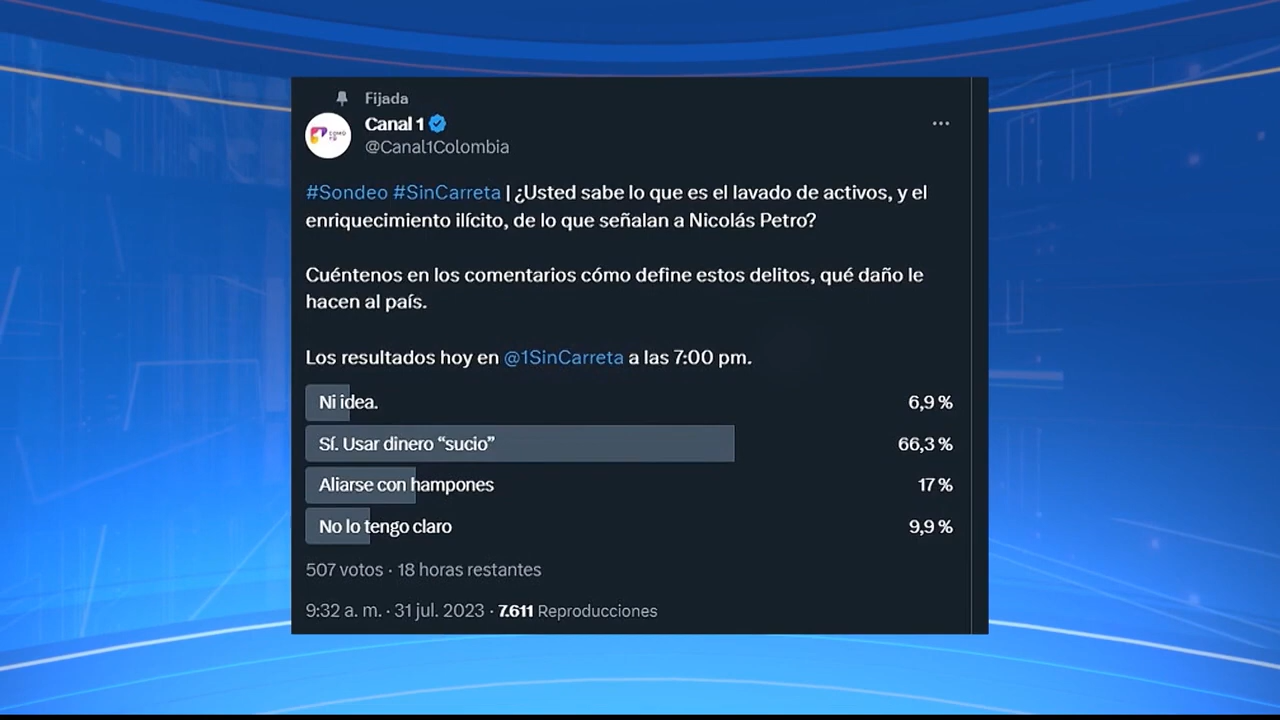 Fijada
Canal 1
@Canal1Colombia
#Sondeo #SinCarreta | ¿Usted sabe lo que es el lavado de activos, y el
enriquecimiento ilícito, de lo que señalan a Nicolás Petro?
Cuéntenos en los comentarios cómo define estos delitos, qué daño le
hacen al país.
Los resultados hoy en @1SinCarreta a las 7:00 pm.
Ni idea. 6,9 %
Sí. Usar dinero “sucio” 66,3 %
Aliarse con hampones 17 %
No lo tengo claro 9,9 %
507 votos · 18 horas restantes
9:32 a. m. · 31 jul. 2023 · 7.611 Reproducciones